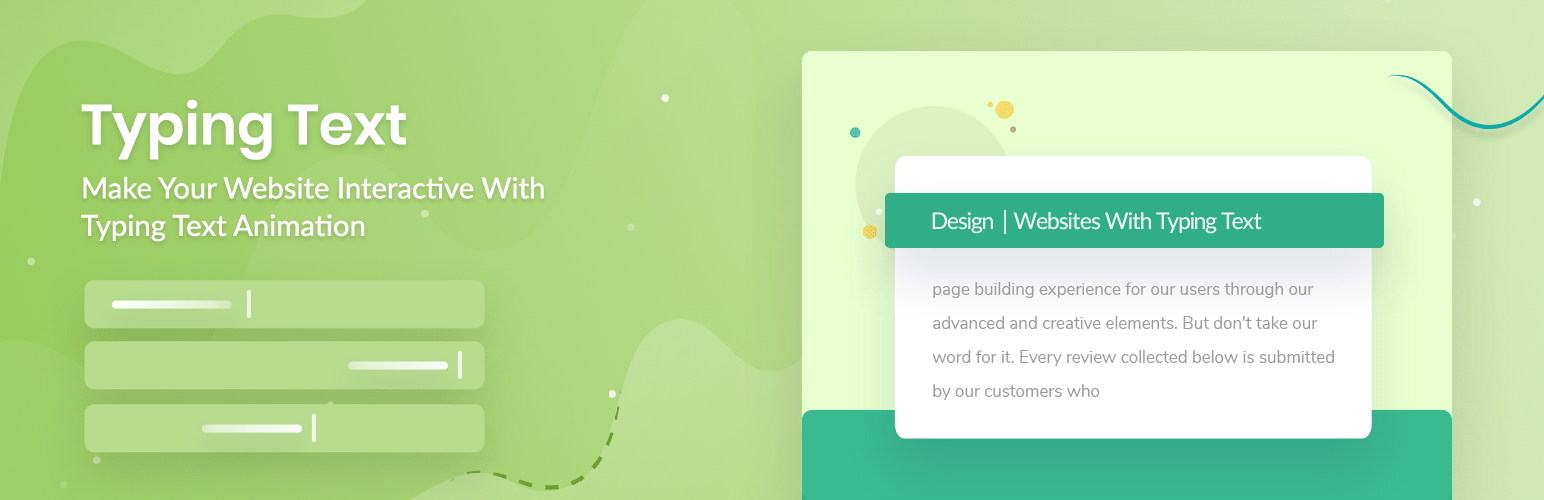 Typing Text
Make Your Website Interactive With
Typing Text Animation
Design | Websites With Typing Text
page building experience for our users through our
advanced and creative elements. But don't take our
word for it. Every review collected below is submitted
by our customers who